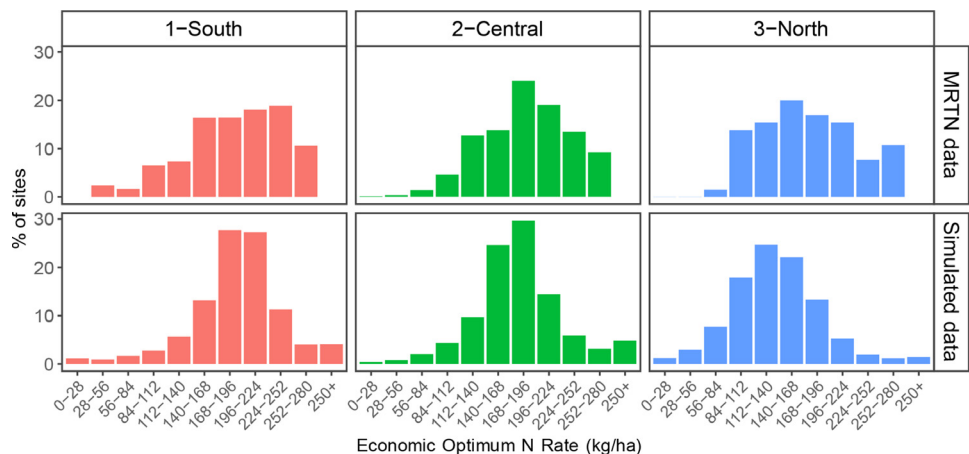 1−South 2−Central 3−North
MRTN data
30
20
10
0
% of sites
Simulated data
30
20
10
0
0−28 28−56 56−84 84−112 112−140 140−168 168−196 196−224 224−252 252−280 250+ 0−28 28−56 56−84 84−112 112−140 140−168 168−196 196−224 224−252 252−280 250+ 0−28 28−56 56−84 84−112 112−140 140−168 168−196 196−224 224−252 252−280 250+
Economic Optimum N Rate (kg/ha)